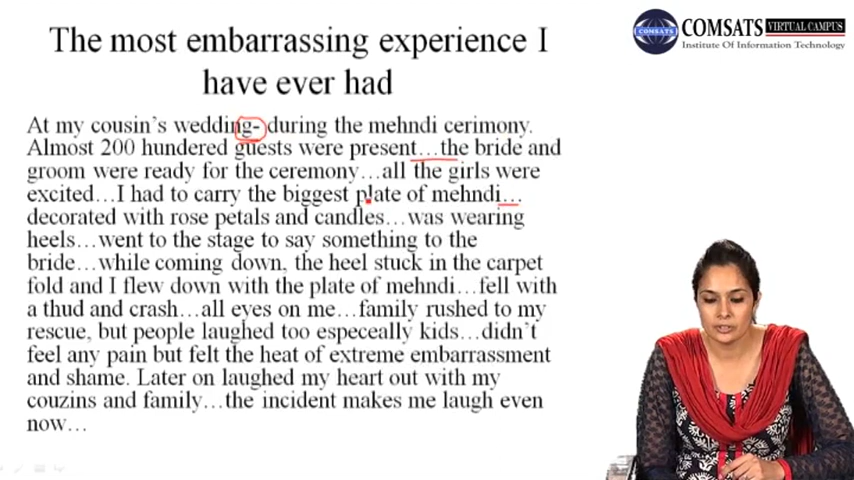 The most embarrassing experience I
have ever had
COMSATS VIRTUAL CAMPUS
Institute Of Information Technology
COMSATS
At my cousin's wedding- during the mehndi cerimony.
Almost 200 hundered guests were present…the bride and
groom were ready for the ceremony…all the girls were
excited…I had to carry the biggest plate of mehndi…
decorated with rose petals and candles…was wearing
heels…went to the stage to say something to the
bride…while coming down, the heel stuck in the carpet
fold and I flew down with the plate of mehndi…fell with
a thud and crash…all eyes on me…family rushed to my
rescue, but people laughed too especeally kids…didn't
feel any pain but felt the heat of extreme embarrassment
and shame. Later on laughed my heart out with my
couzins and family…the incident makes me laugh even
now…